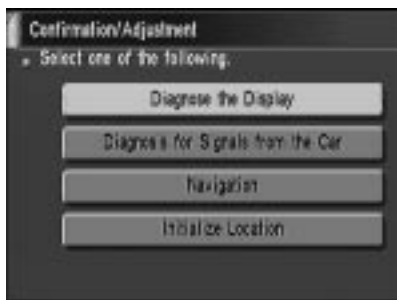 Confirmation/Adjustment
Select one of the following.
Diagnose the Display
Diagnosis for Signals from the Car
Navigation
Initialize Location